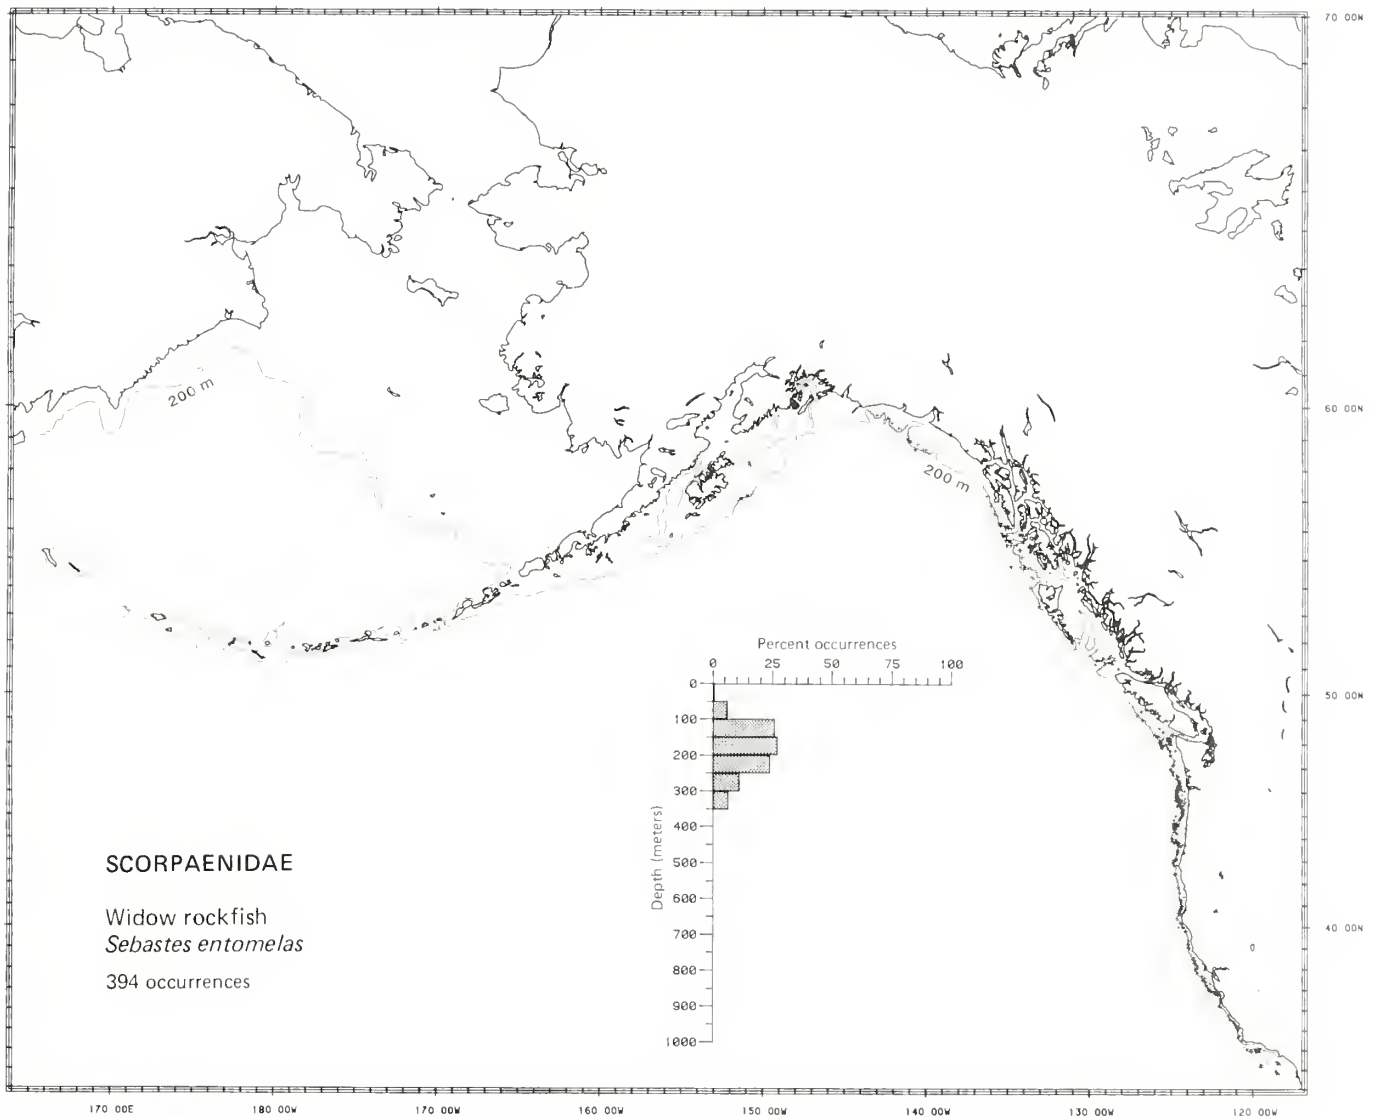 70 00N
200 m
60 00N
200 m
Percent occurrences
0 25 50 75 100
0
50 00N
100
200
300
400
Depth (meters)
500
600
700
800
900
1000
SCORPAENIDAE
Widow rockfish
Sebastes entomelas
394 occurrences
40 00N
170 00E 180 00W 170 00W 160 00W 150 00W 140 00W 130 00W 120 00W